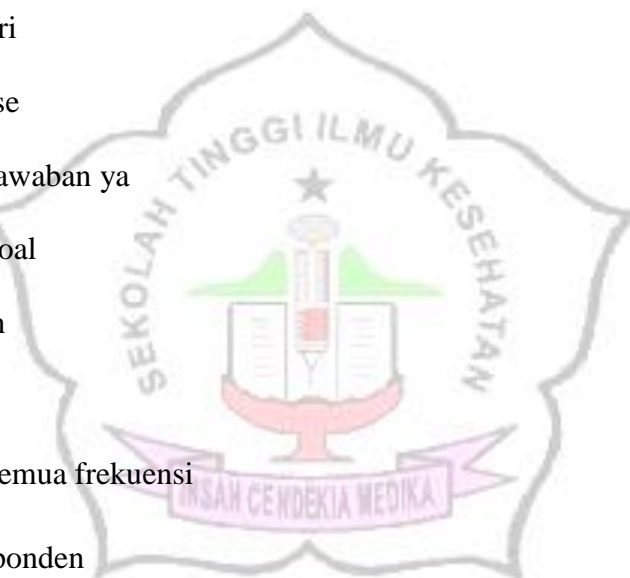 ri
se
awaban ya
oal
n
emua frekuensi
ponden
SEKOLAH TINGGI ILMU KESEHATAN
INSAN CENDEKIA MEDIKA